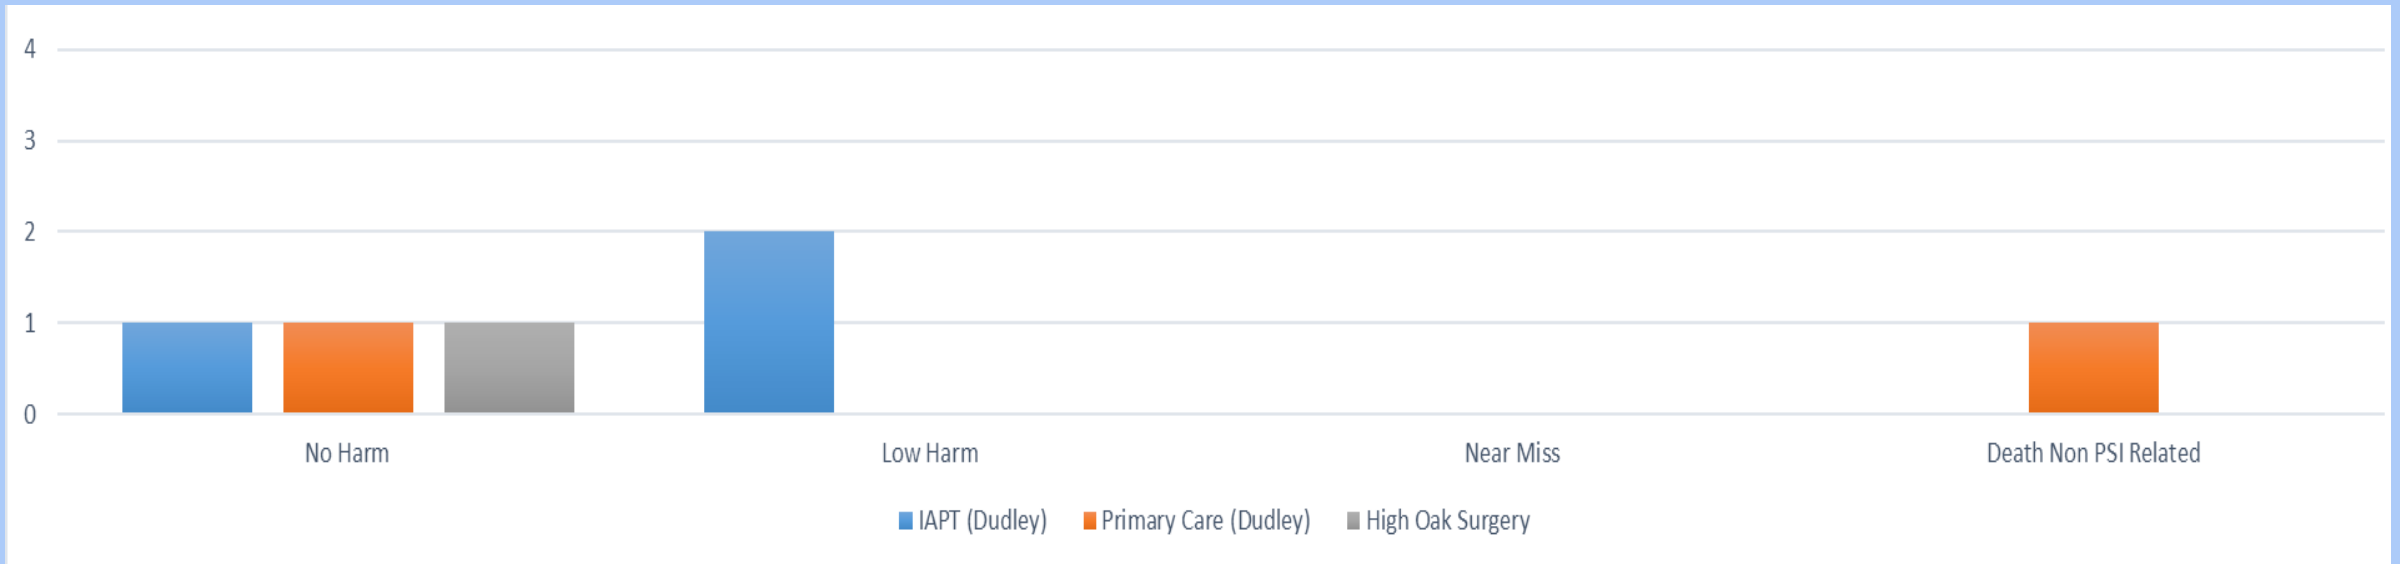 4
3
2
1
0
No Harm Low Harm Near Miss Death Non PSI Related
IAPT (Dudley) Primary Care (Dudley) High Oak Surgery